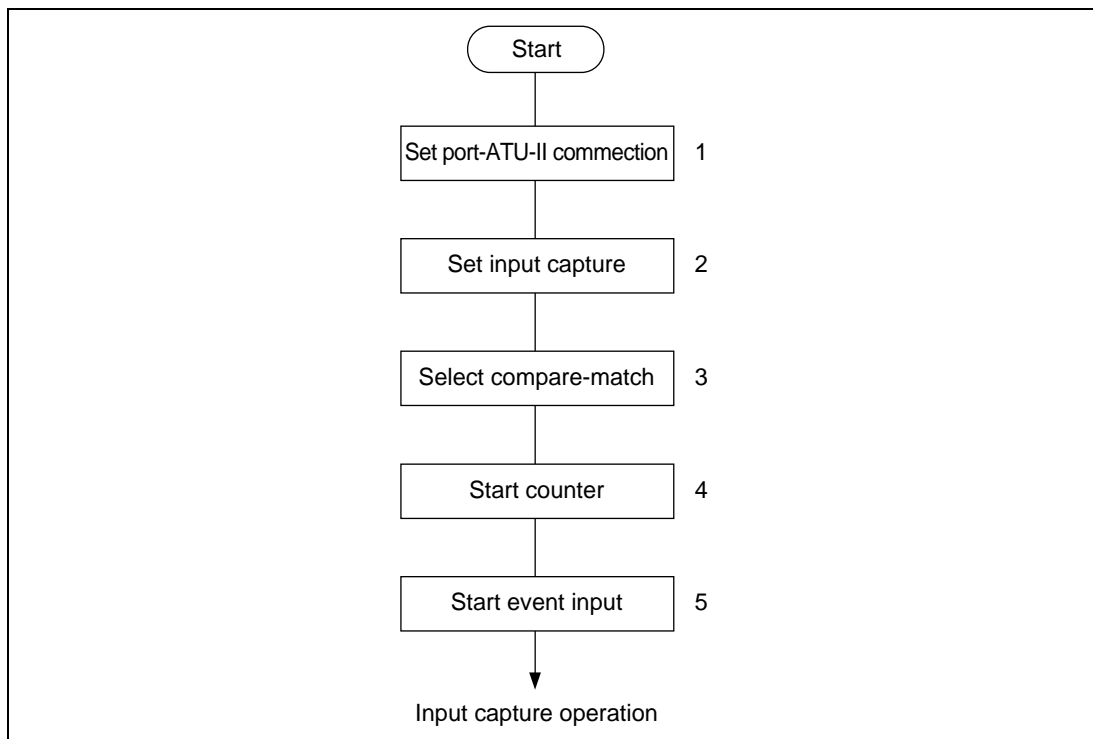 Start
Set port-ATU-II commection 1
Set input capture 2
Select compare-match 3
Start counter 4
Start event input 5
Input capture operation